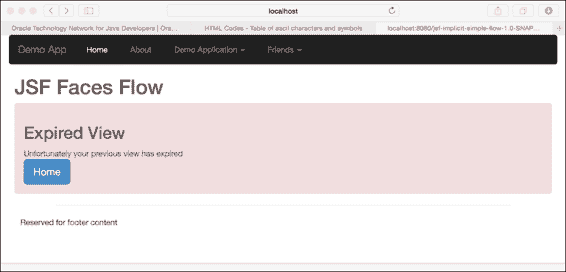 localhost
Oracle Technology Network for Java Developers | Ora...
HTML Codes - Table of ascii characters and symbols
localhost:8080/jsf-implicit-simple-flow-1.0-SNAP...
Demo App Home About Demo Application Friends
JSF Faces Flow
Expired View
Unfortunately your previous view has expired
Home
Reserved for footer content